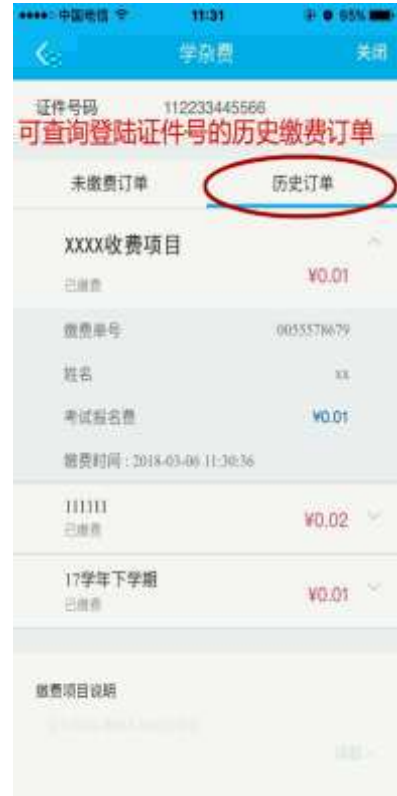 中国电信 11:31 95%
学杂费 关闭
证件号码 112233445566
可查询登陆证件号的历史缴费订单
未缴费订单 历史订单
XXXX收费项目
已缴费 ¥0.01
缴费单号 0055578679
姓名 xx
考试报名费 ¥0.01
缴费时间:2018-03-06 11:30:36
111111
已缴费 ¥0.02
17学年下学期
已缴费 ¥0.01
缴费项目说明